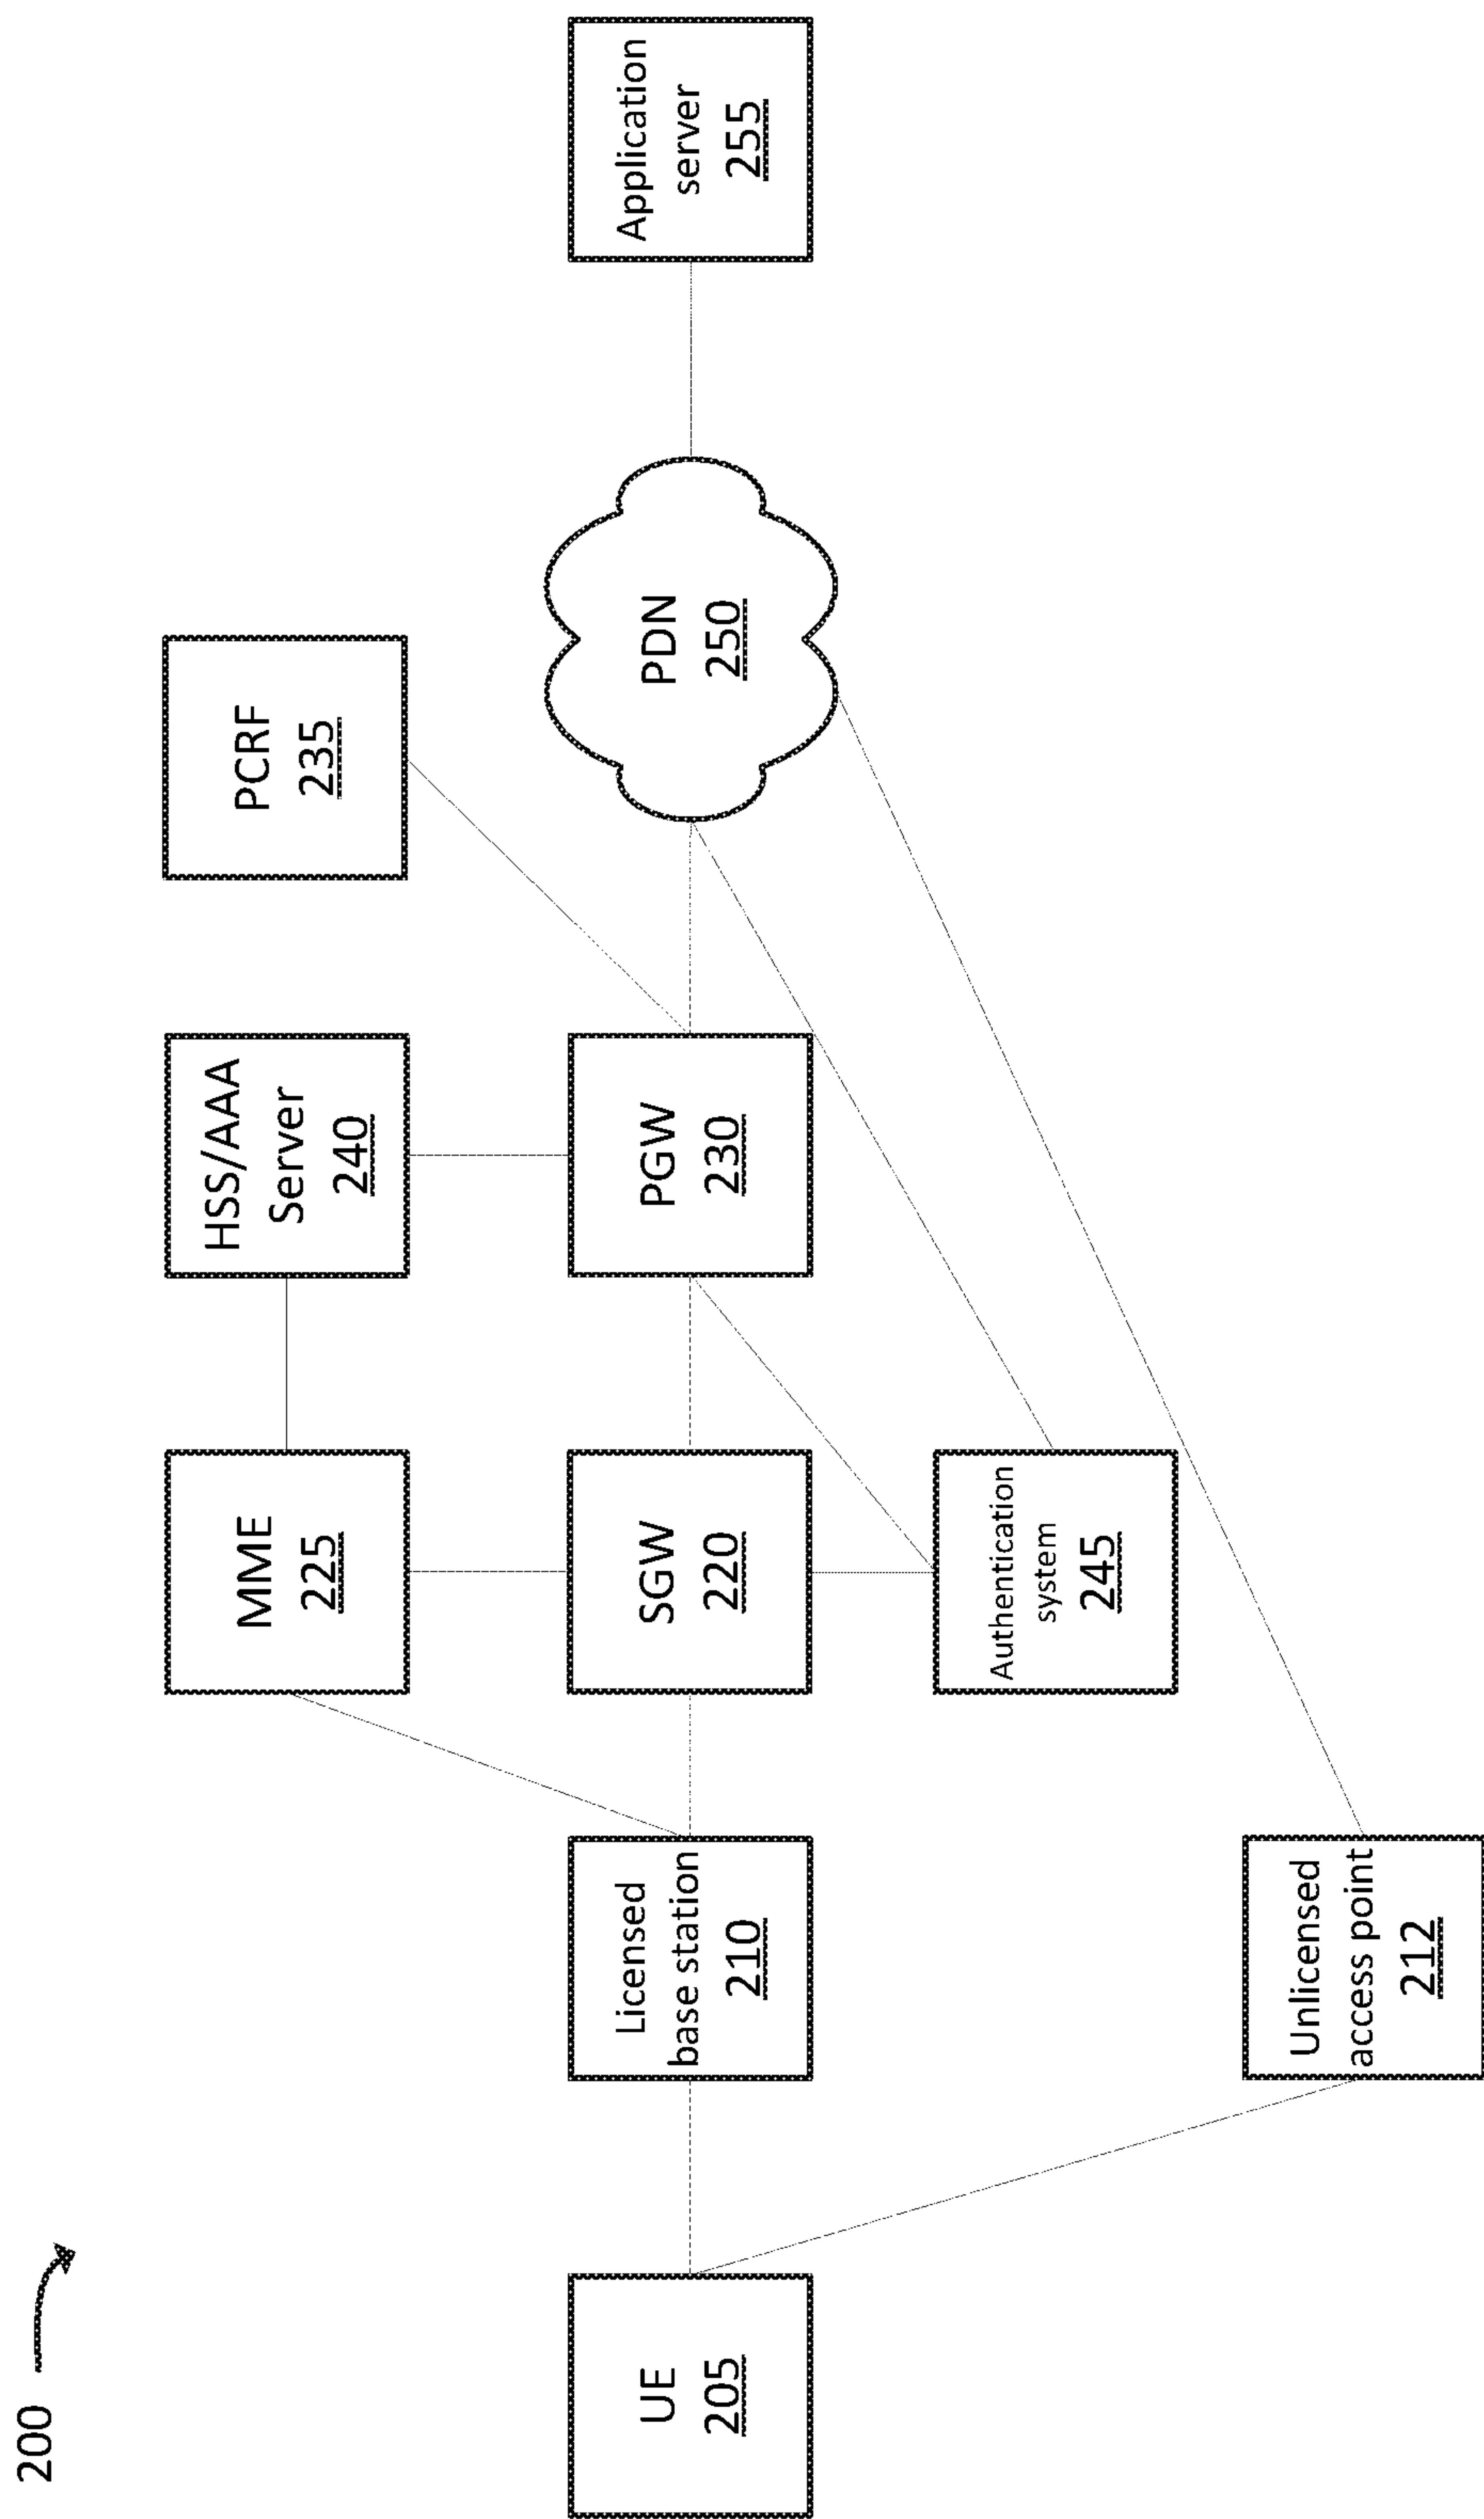 200
HSS/AAA
Server
240
PCRF
235
MME
225
UE
205
Licensed
base station
210
SGW
220
PGW
230
PDN
250
Application
server
255
Authentication
system
245
Unlicensed
access point
212